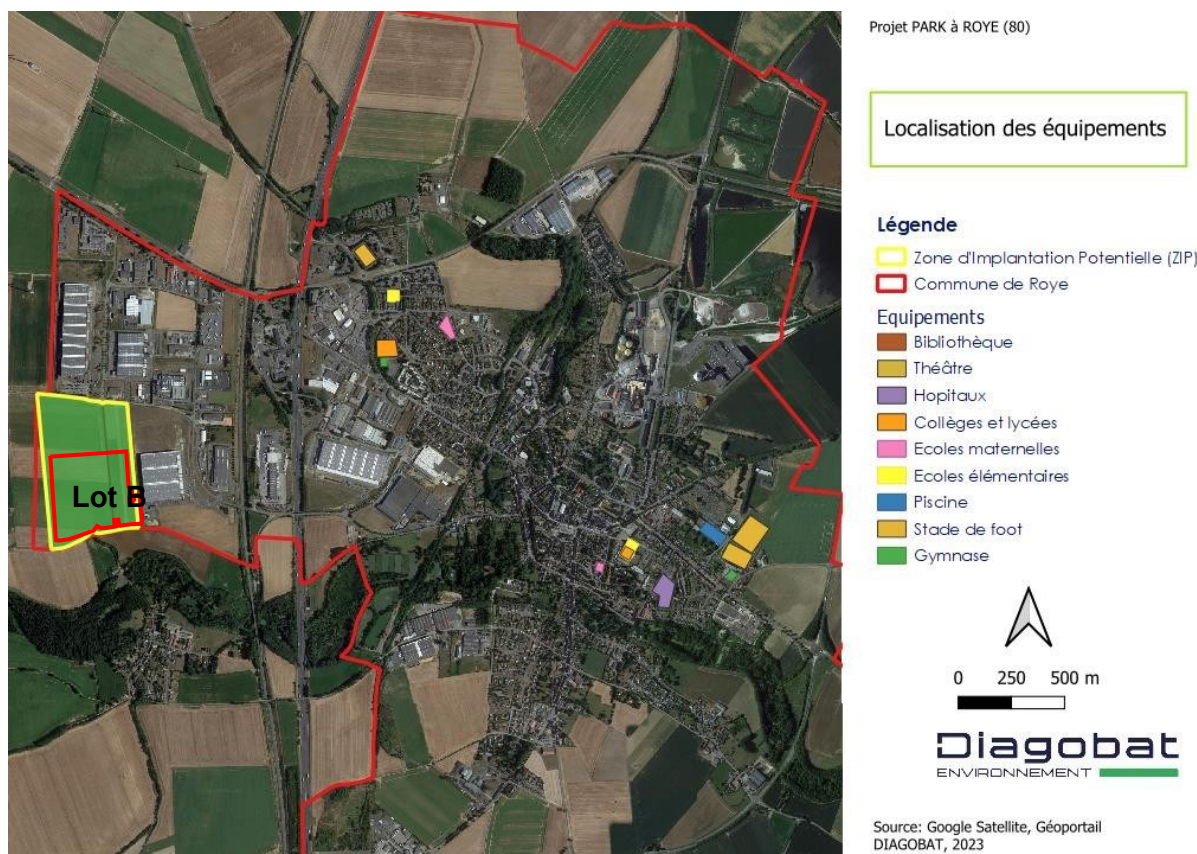 Projet PARK à ROYE (80)
Localisation des équipements
Légende
Zone d'Implantation Potentielle (ZIP)
Commune de Roye
Equipements
Bibliothèque
Théâtre
Hopitaux
Collèges et lycées
Ecoles maternelles
Ecoles élémentaires
Piscine
Stade de foot
Gymnase
0 250 500 m
Diagobat
ENVIRONNEMENT
Source: Google Satellite, Géoportail
DIAGOBAT, 2023
Lot B